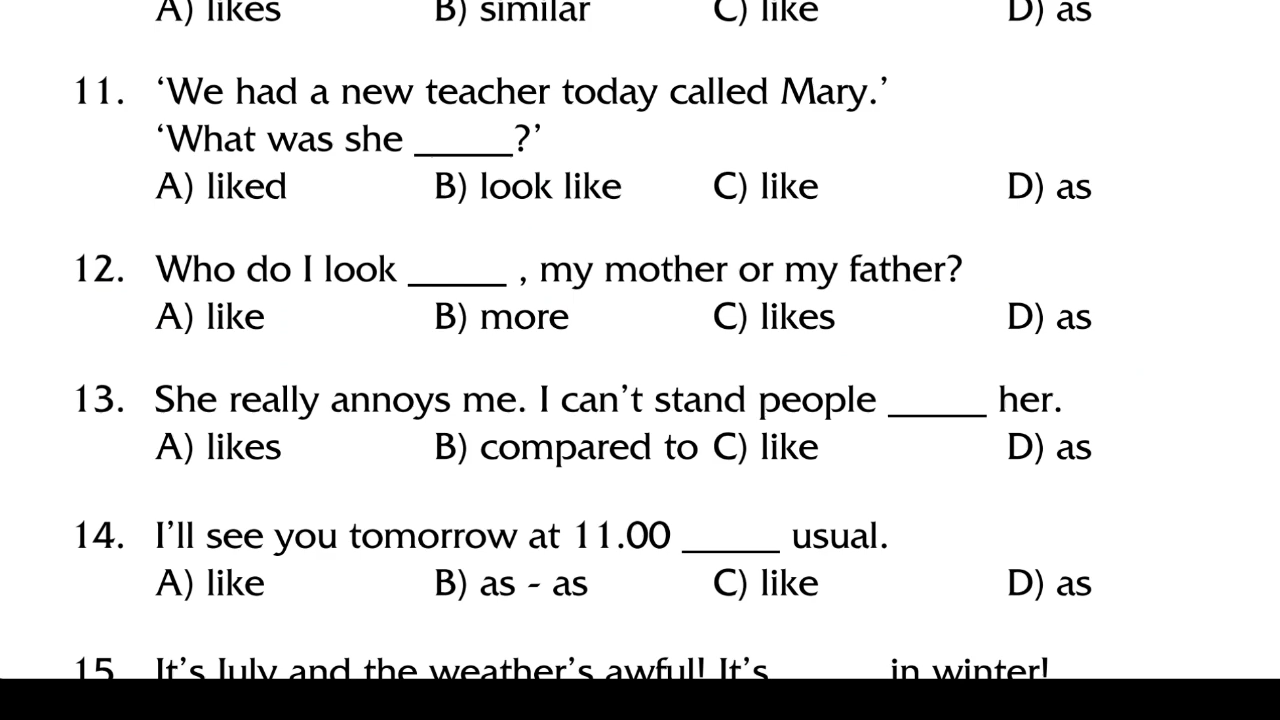 A) likes B) similar C) like D) as
11. ‘We had a new teacher today called Mary.’
‘What was she _____?’
A) liked B) look like C) like D) as
12. Who do I look _____ , my mother or my father?
A) like B) more C) likes D) as
13. She really annoys me. I can’t stand people _____ her.
A) likes B) compared to C) like D) as
14. I’ll see you tomorrow at 11.00 _____ usual.
A) like B) as - as C) like D) as
15. It’s July and the weather’s awful! It’s _____ in winter!